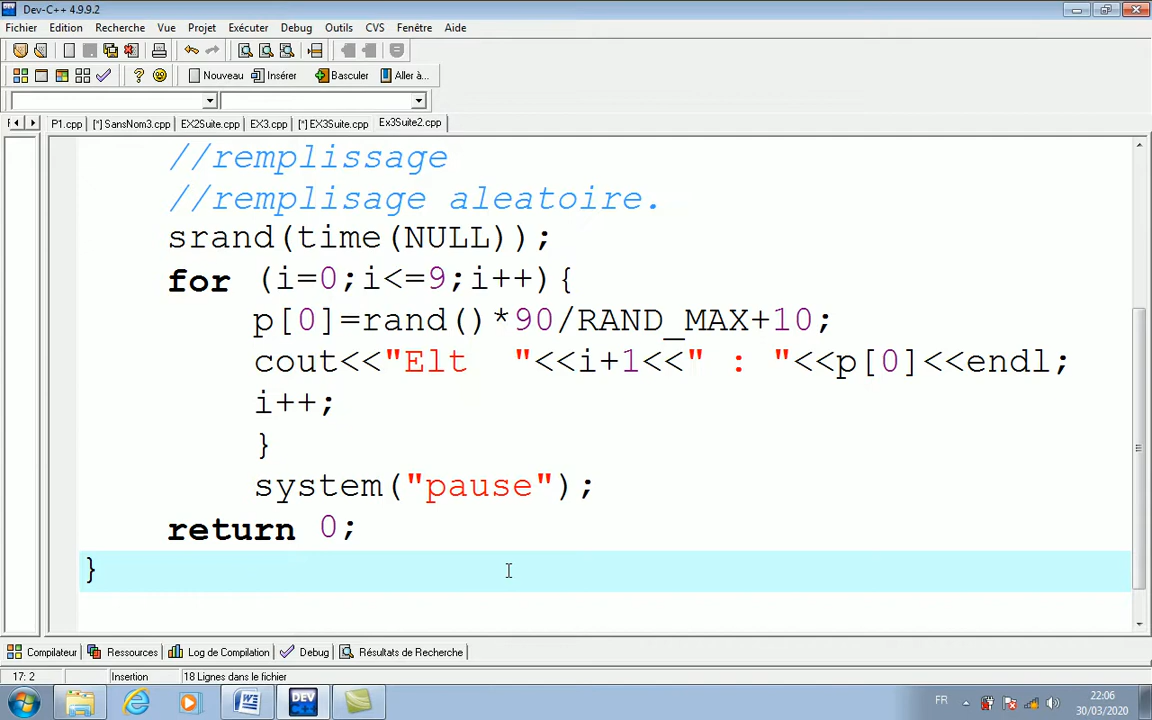 Dev-C++ 4.9.9.2
Fichier Edition Recherche Vue Projet Exécuter Debug Outils CVS Fenêtre Aide
Nouveau Insérer Basculer Aller à...
P1.cpp [*] SansNom3.cpp EX2Suite.cpp EX3.cpp [*] EX3Suite.cpp Ex3Suite2.cpp
//remplissage
//remplisage aleatoire.
srand(time(NULL));
for (i=0;i<=9;i++){
p[0]=rand()*90/RAND_MAX+10;
cout<<"Elt  "<<i+1<<" : "<<p[0]<<endl;
i++;
}
system("pause");
return 0;
}
Compilateur Ressources Log de Compilation Debug Résultats de Recherche
17: 2 Insertion 18 Lignes dans le fichier
FR 22:06
30/03/2020